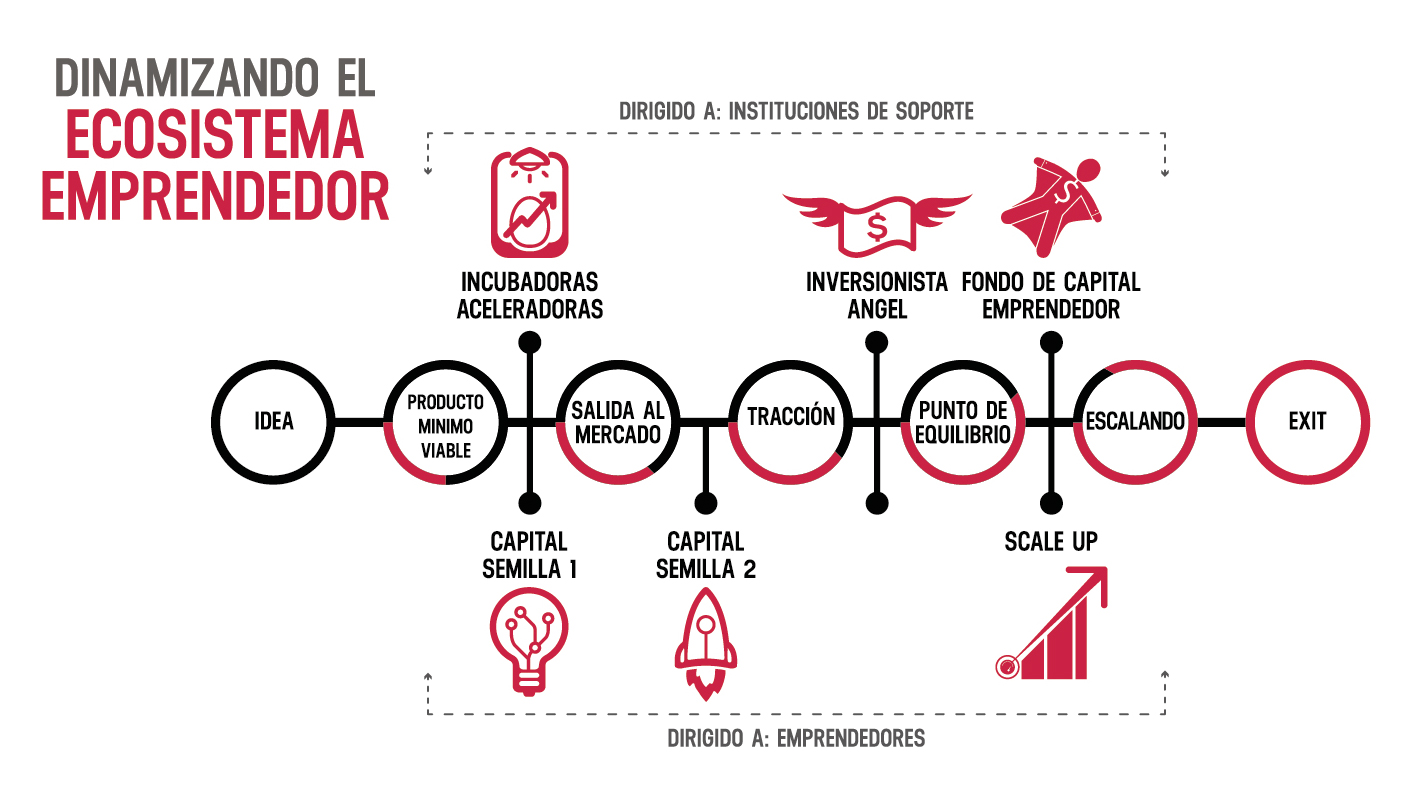 DINAMIZANDO EL
ECOSISTEMA
EMPRENDEDOR
DIRIGIDO A: INSTITUCIONES DE SOPORTE
INCUBADORAS
ACELERADORAS
$
INVERSIONISTA
ANGEL
$
FONDO DE CAPITAL
EMPRENDEDOR
IDEA
PRODUCTO
MINIMO
VIABLE
SALIDA AL
MERCADO
TRACCIÓN
PUNTO DE
EQUILIBRIO
ESCALANDO
EXIT
CAPITAL
SEMILLA 1
CAPITAL
SEMILLA 2
SCALE UP
DIRIGIDO A: EMPRENDEDORES